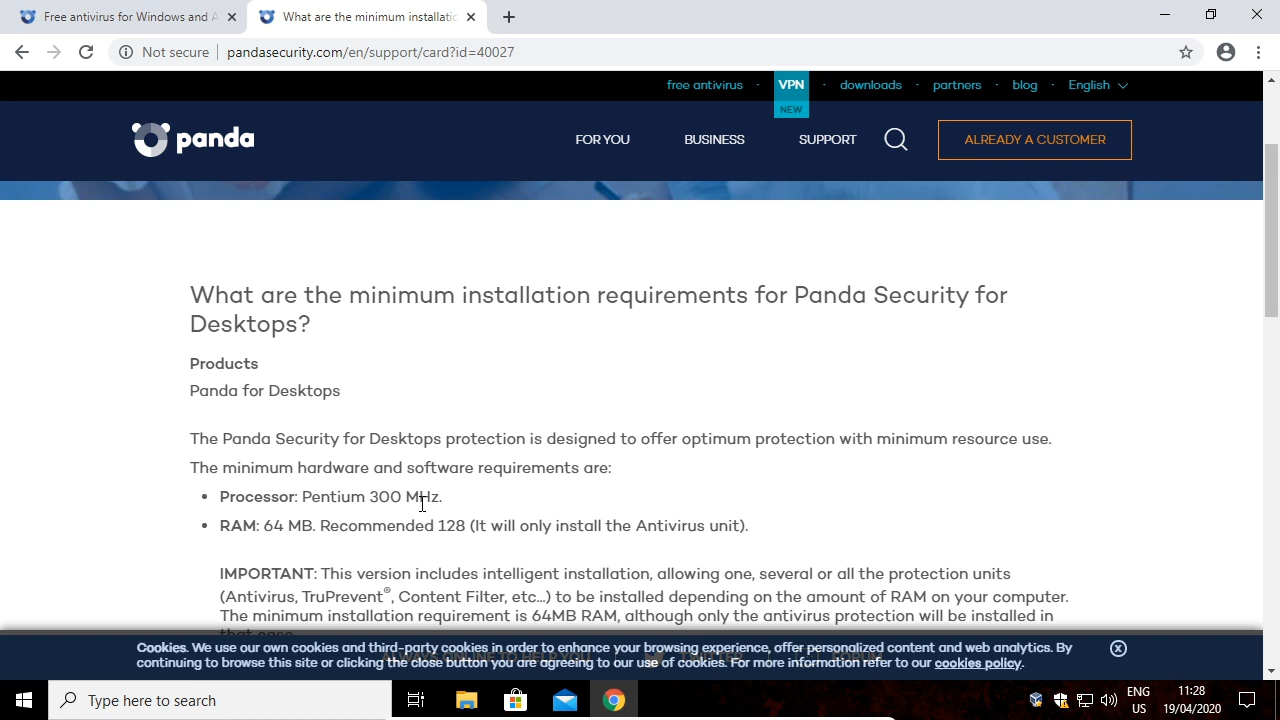 Free antivirus for Windows and A
What are the minimum installatic
Not secure
pandasecurity.com/en/support/card?id=40027
free antivirus · VPN · downloads · partners · blog · English
NEW
panda
FOR YOU
BUSINESS
SUPPORT
ALREADY A CUSTOMER
What are the minimum installation requirements for Panda Security for
Desktops?
Products
Panda for Desktops
The Panda Security for Desktops protection is designed to offer optimum protection with minimum resource use.
The minimum hardware and software requirements are:
• Processor: Pentium 300 MHz.
• RAM: 64 MB. Recommended 128 (It will only install the Antivirus unit).
IMPORTANT: This version includes intelligent installation, allowing one, several or all the protection units
(Antivirus, TruPrevent®, Content Filter, etc...) to be installed depending on the amount of RAM on your computer.
The minimum installation requirement is 64MB RAM, although only the antivirus protection will be installed in
that case.
Cookies. We use our own cookies and third-party cookies in order to enhance your browsing experience, offer personalized content and web analytics. By
continuing to browse this site or clicking the close button you are agreeing to our use of cookies. For more information refer to our cookies policy.
ALWAYS ONLINE TO HELP YOU
TWITTER
FORUM
Type here to search
ENG
US
11:28
19/04/2020